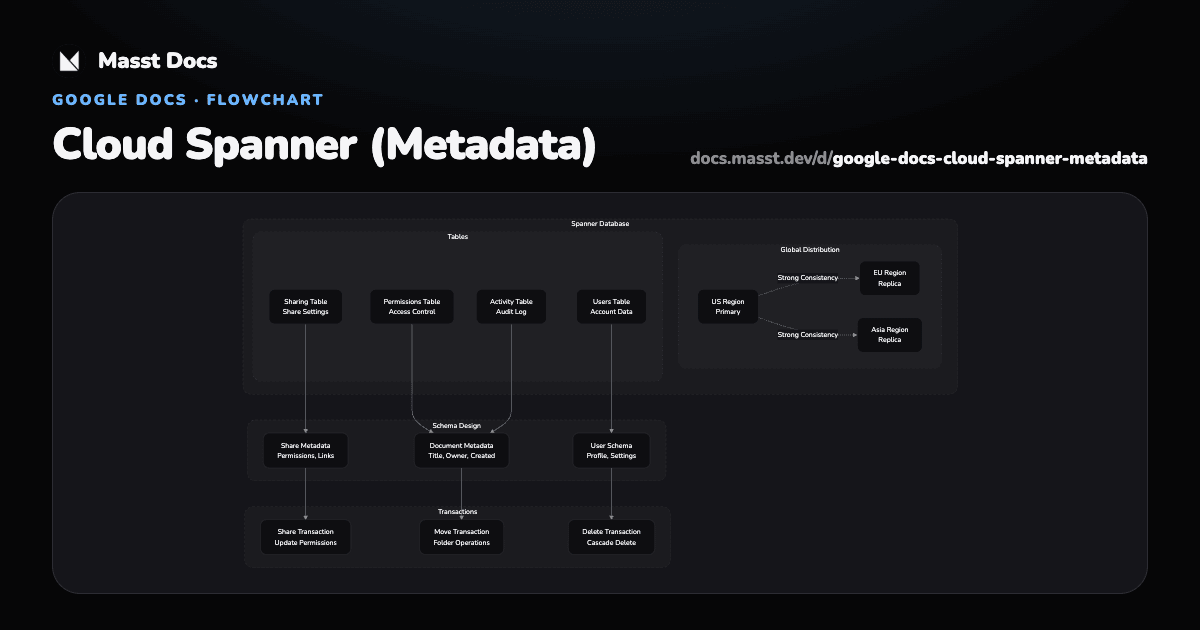 Masst Docs
GOOGLE DOCS · FLOWCHART
Cloud Spanner (Metadata)
docs.masst.dev/d/google-docs-cloud-spanner-metadata
Spanner Database
Tables
Sharing Table
Share Settings
Permissions Table
Access Control
Activity Table
Audit Log
Users Table
Account Data
Global Distribution
US Region
Primary
Strong Consistency
EU Region
Replica
Strong Consistency
Asia Region
Replica
Schema Design
Share Metadata
Permissions, Links
Document Metadata
Title, Owner, Created
User Schema
Profile, Settings
Transactions
Share Transaction
Update Permissions
Move Transaction
Folder Operations
Delete Transaction
Cascade Delete